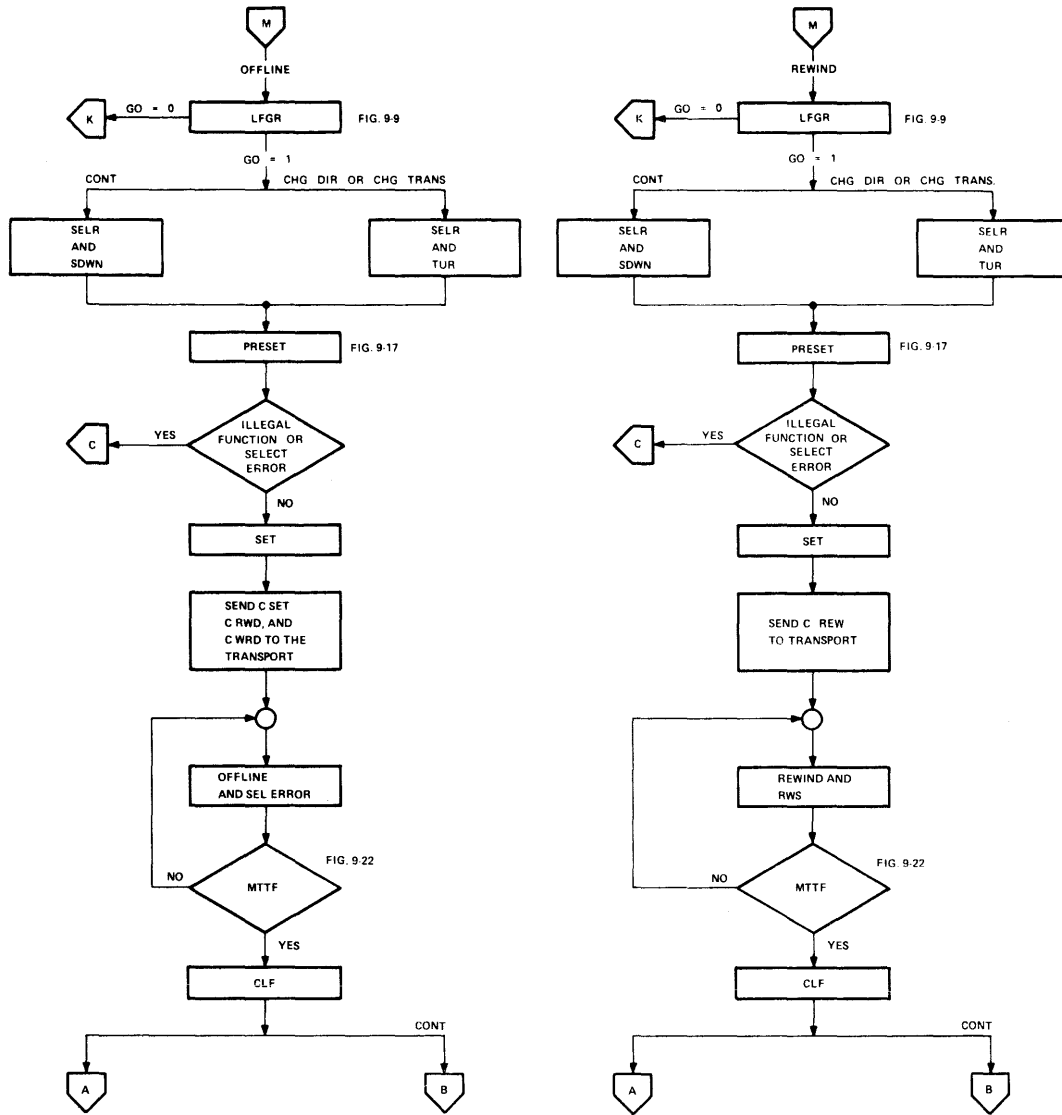 M
OFFLINE
GO = 0
K
LFGR
FIG. 9-9
GO = 1
CONT
CHG DIR OR CHG TRANS
SELR
AND
SDWN
SELR
AND
TUR
PRESET
FIG. 9-17
ILLEGAL
FUNCTION OR
SELECT
ERROR
YES
C
NO
SET
SEND C SET
C RWD, AND
C WRD TO THE
TRANSPORT
OFFLINE
AND SEL ERROR
FIG. 9-22
NO
MTTF
YES
CLF
CONT
A
B
M
REWIND
GO = 0
K
LFGR
FIG. 9-9
GO = 1
CONT
CHG DIR OR CHG TRANS.
SELR
AND
SDWN
SELR
AND
TUR
PRESET
FIG. 9-17
ILLEGAL
FUNCTION OR
SELECT
ERROR
YES
C
NO
SET
SEND C REW
TO TRANSPORT
REWIND AND
RWS
FIG. 9-22
NO
MTTF
YES
CLF
CONT
A
B